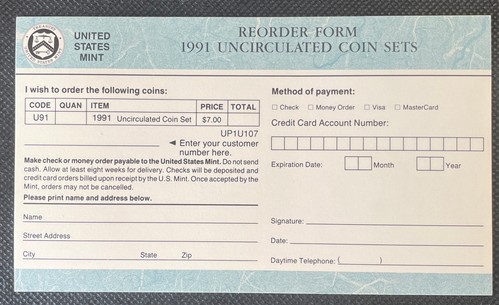 UNITED
STATES
MINT
REORDER FORM
1991 UNCIRCULATED COIN SETS
I wish to order the following coins:
CODE QUAN ITEM PRICE TOTAL
U91 1991 Uncirculated Coin Set $7.00
UP1U107
◄ Enter your customer
number here.
Make check or money order payable to the United States Mint. Do not send
cash. Allow at least eight weeks for delivery. Checks will be deposited and
credit card orders billed upon receipt by the U.S. Mint. Once accepted by the
Mint, orders may not be cancelled.
Please print name and address below.
Name
Street Address
City State Zip
Method of payment:
□ Check □ Money Order □ Visa □ MasterCard
Credit Card Account Number:
Expiration Date: Month Year
Signature:
Date:
Daytime Telephone: ( )